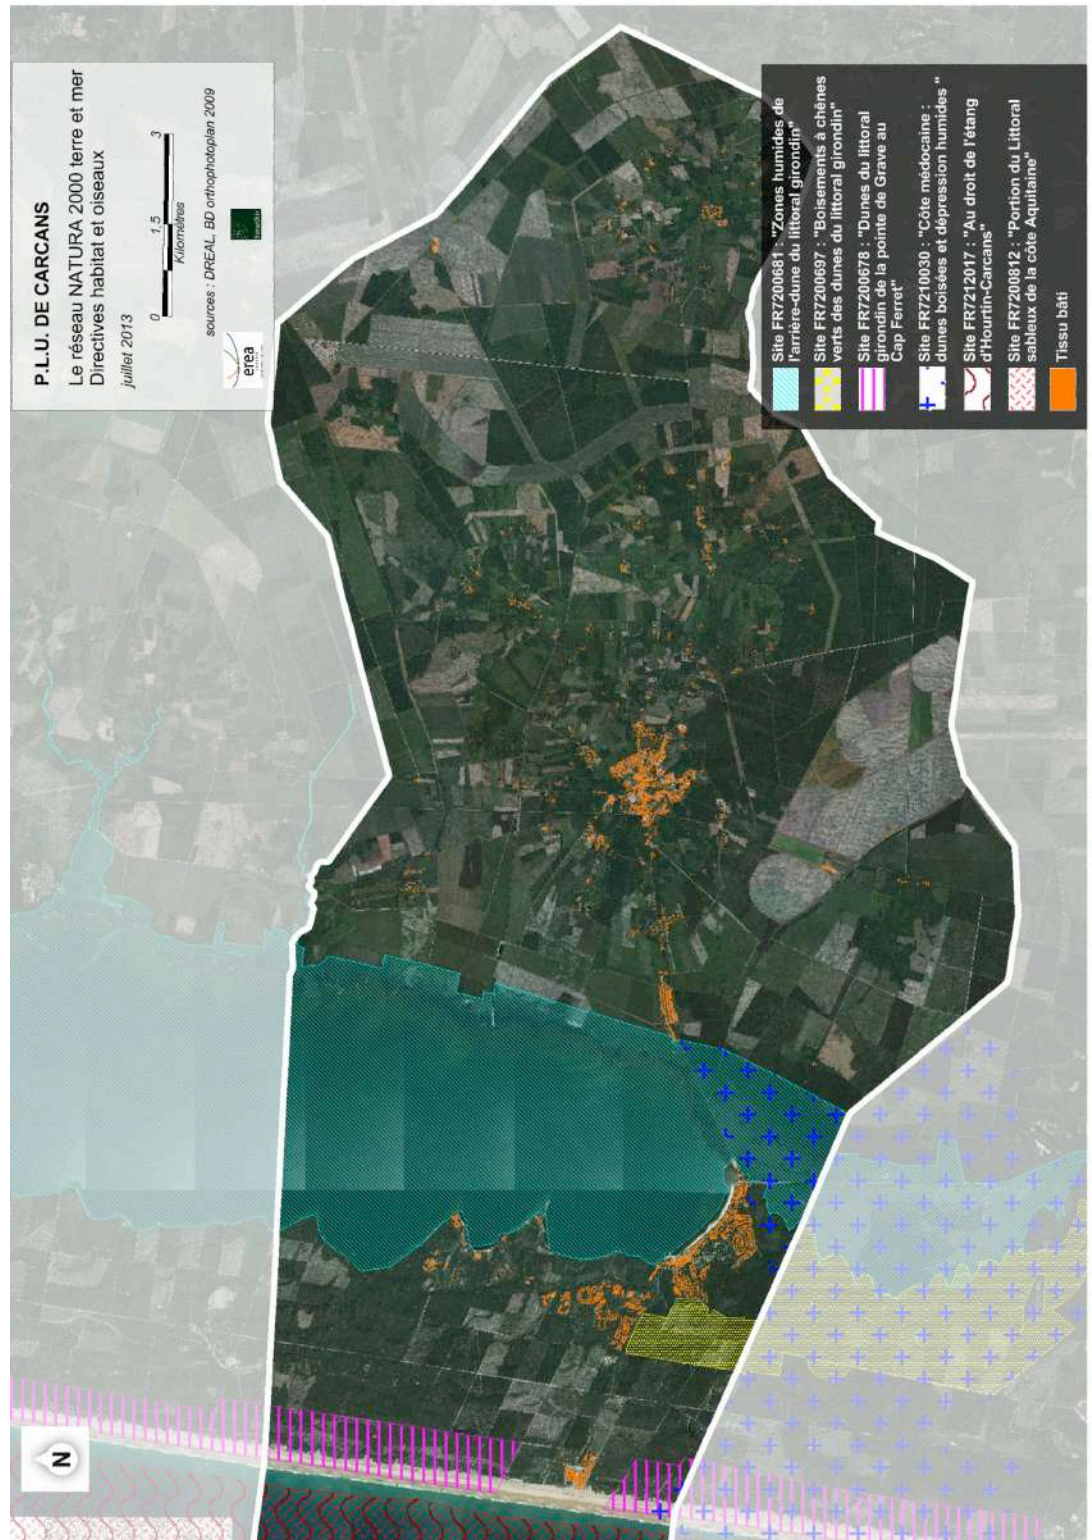 P.L.U. DE CARCANS
Le réseau NATURA 2000 terre et mer
Directives habitat et oiseaux
juillet 2013
0 1,5 3
Kilomètres
sources : DREAL, BD orthophotoplan 2009
erea
N
Site FR7200681 : "Zones humides de
l'arrière-dune du littoral girondin"
Site FR7200697 : "Boisements à chênes
verts des dunes du littoral girondin"
Site FR7200678 : "Dunes du littoral
girondin de la pointe de Grave au
Cap Ferret"
Site FR7210030 : "Côte médocaine :
dunes boisées et dépression humides "
Site FR7212017 : "Au droit de l'étang
d'Hourtin-Carcans"
Site FR7200812 : "Portion du Littoral
sableux de la côte Aquitaine"
Tissu bâti